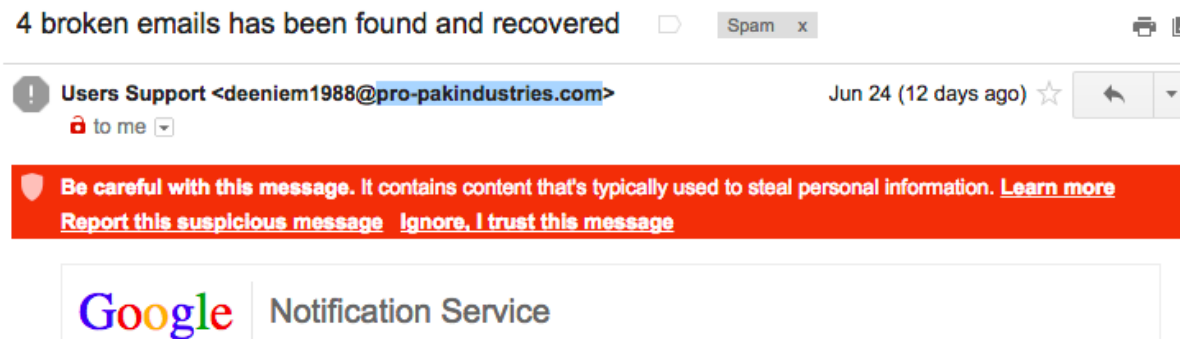 4 broken emails has been found and recovered
Spam x
Users Support <deeniem1988@pro-pakindustries.com>
Jun 24 (12 days ago)
to me
Be careful with this message. It contains content that's typically used to steal personal information. Learn more
Report this suspicious message Ignore, I trust this message
Google Notification Service